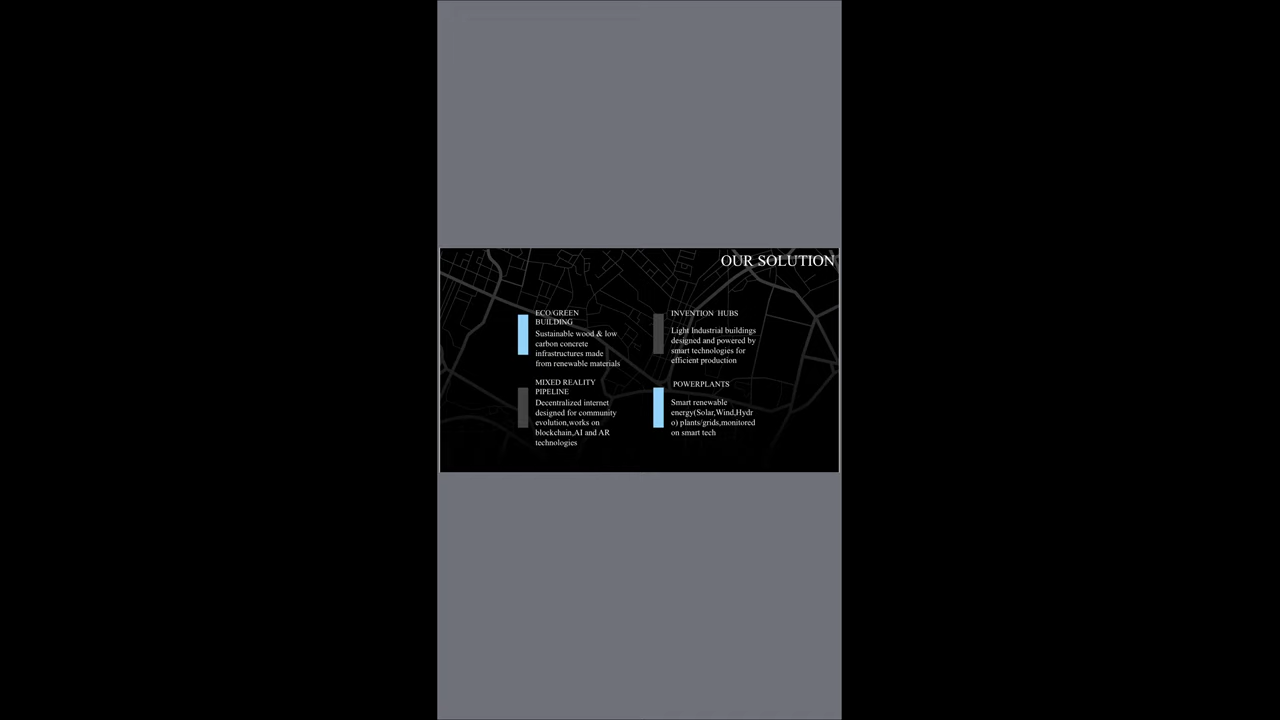 OUR SOLUTION
ECO/GREEN
BUILDING
Sustainable wood & low
carbon concrete
infrastructures made
from renewable materials
INVENTION HUBS
Light Industrial buildings
designed and powered by
smart technologies for
efficient production
MIXED REALITY
PIPELINE
Decentralized internet
designed for community
evolution,works on
blockchain,AI and AR
technologies
POWERPLANTS
Smart renewable
energy(Solar,Wind,Hydr
o) plants/grids,monitored
on smart tech